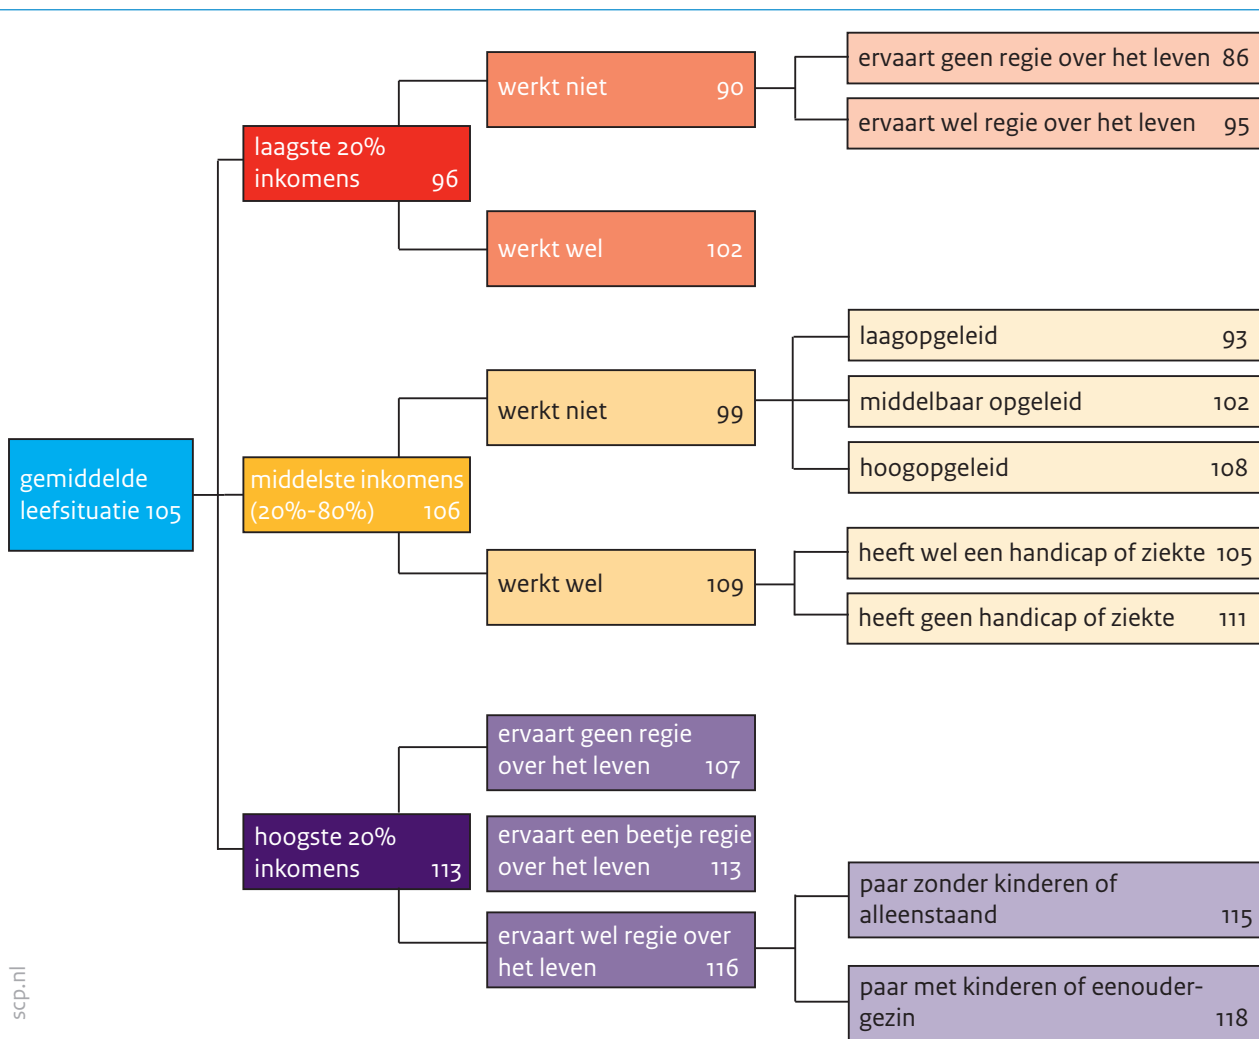 gemiddelde
leefsituatie 105
laagste 20%
inkomens 96
werkt niet 90
ervaart geen regie over het leven 86
ervaart wel regie over het leven 95
werkt wel 102
middelste inkomens
(20%-80%) 106
werkt niet 99
laagopgeleid 93
middelbaar opgeleid 102
hoogopgeleid 108
werkt wel 109
heeft wel een handicap of ziekte 105
heeft geen handicap of ziekte 111
hoogste 20%
inkomens 113
ervaart geen regie
over het leven 107
ervaart een beetje regie
over het leven 113
ervaart wel regie over
het leven 116
paar zonder kinderen of
alleenstaand 115
paar met kinderen of eenouder-
gezin 118
scp.nl